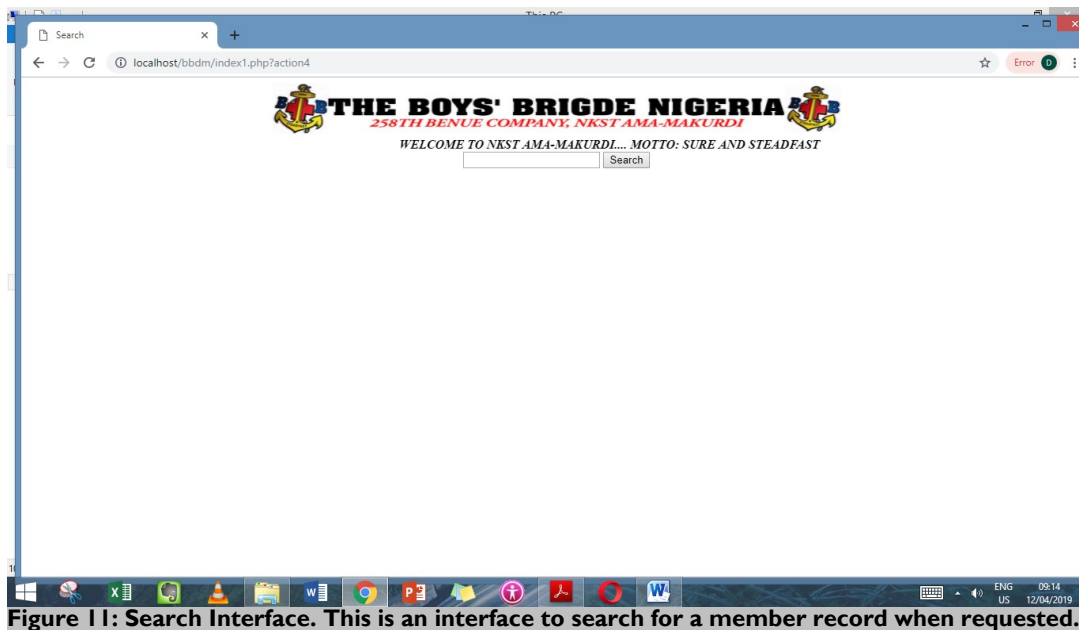 This PC
Search
localhost/bbdm/index1.php?action4
Error D
B B THE BOYS' BRIGDE NIGERIA B B
258TH BENUE COMPANY, NKST AMA-MAKURDI
WELCOME TO NKST AMA-MAKURDI.... MOTTO: SURE AND STEADFAST
Search
ENG 09:14
US 12/04/2019
Figure 11: Search Interface. This is an interface to search for a member record when requested.